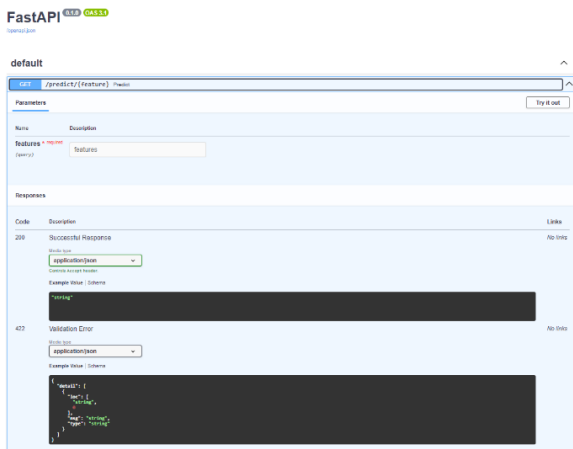 FastAPI 0.1.0 OAS 3.1
/openapi.json
default
GET /predict/{feature} Predict
Parameters
Try it out
Name Description
features * required
(query)
features
Responses
Code Description Links
200 Successful Response No links
Media type
application/json
Controls Accept header.
Example Value | Schema
"string"
422 Validation Error No links
Media type
application/json
Example Value | Schema
{
"detail": [
{
"loc": [
"string",
0
],
"msg": "string",
"type": "string"
}
]
}